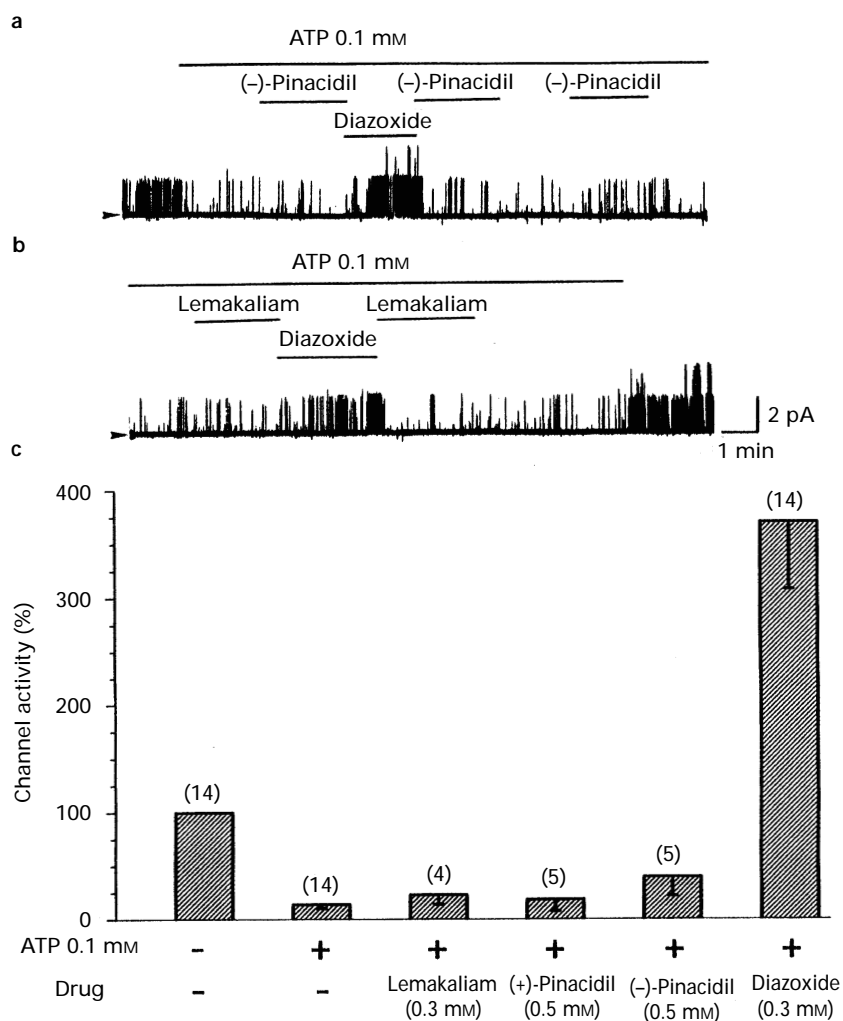 a
ATP 0.1 mM
(–)-Pinacidil (–)-Pinacidil (–)-Pinacidil
Diazoxide
b
ATP 0.1 mM
Lemakaliam Lemakaliam
Diazoxide
2 pA
1 min
c
Channel activity (%)
400
300
200
100
0
(14)
(14)
(4)
(5)
(5)
(14)
ATP 0.1 mM – + + + + +
Drug – – Lemakaliam (+)-Pinacidil (–)-Pinacidil Diazoxide
(0.3 mM) (0.5 mM) (0.5 mM) (0.3 mM)